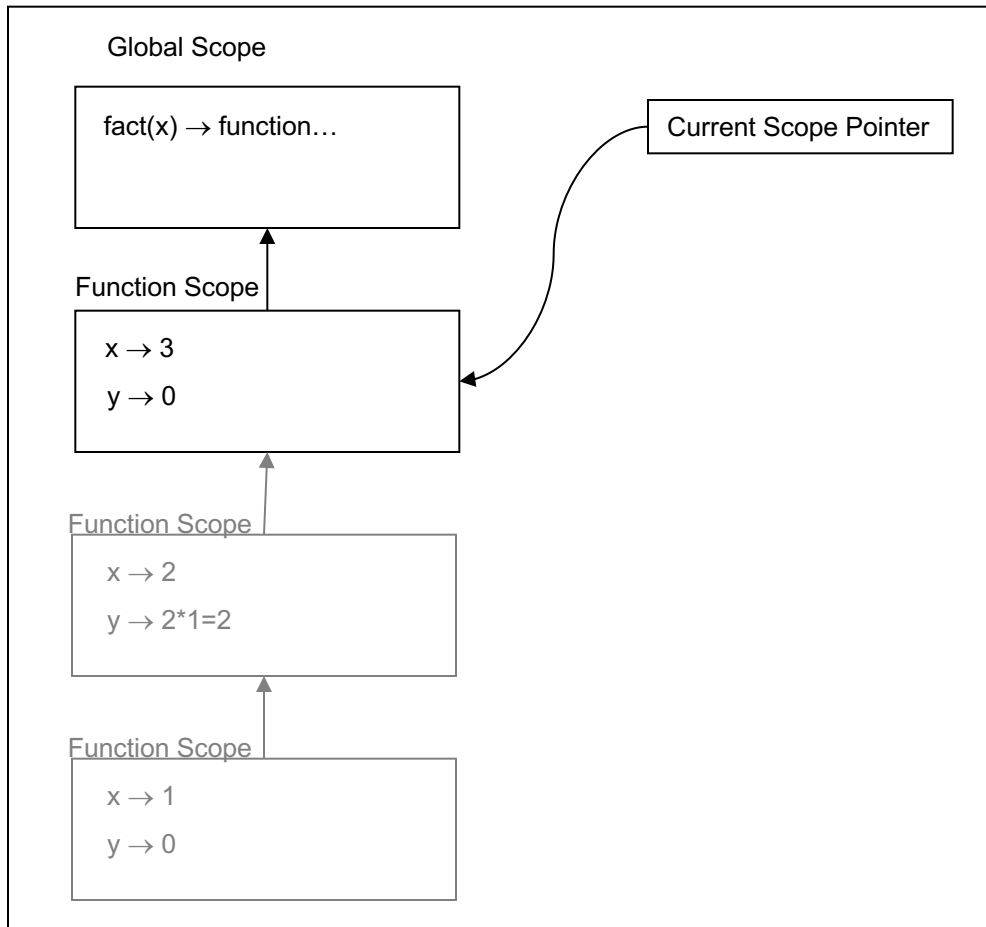 Global Scope
fact(x) → function…
Current Scope Pointer
Function Scope
x → 3
y → 0
Function Scope
x → 2
y → 2*1=2
Function Scope
x → 1
y → 0